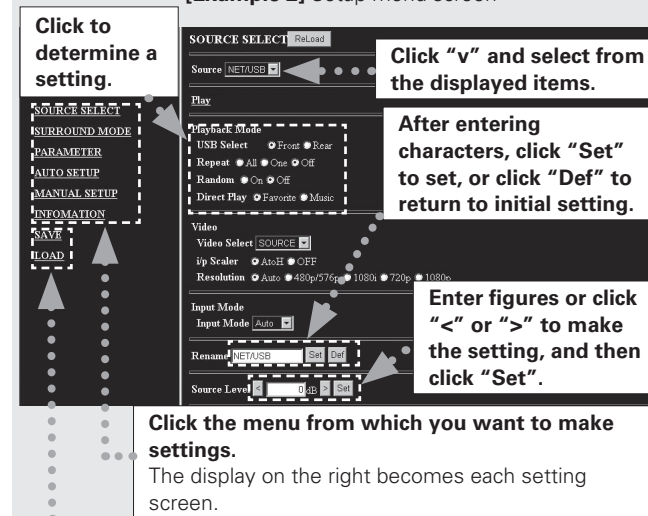 [Example 2] Setup menu screen
Click to
determine a
setting.
SOURCE SELECT ReLoad
Source NET/USB
Click “v” and select from
the displayed items.
Play
SOURCE SELECT
SURROUND MODE
PARAMETER
AUTO SETUP
MANUAL SETUP
INFOMATION
SAVE
LOAD
Playback Mode
USB Select Front Rear
Repeat All One Off
Random On Off
Direct Play Favorite Music
After entering
characters, click “Set”
to set, or click “Def” to
return to initial setting.
Video
Video Select SOURCE
i/p Scaler AtoH OFF
Resolution Auto 480p/576p 1080i 720p 1080p
Input Mode
Input Mode Auto
Rename NET/USB Set Def
Source Level < 0 dB > Set
Enter figures or click
“<” or “>” to make
the setting, and then
click “Set”.
Click the menu from which you want to make
settings.
The display on the right becomes each setting
screen.